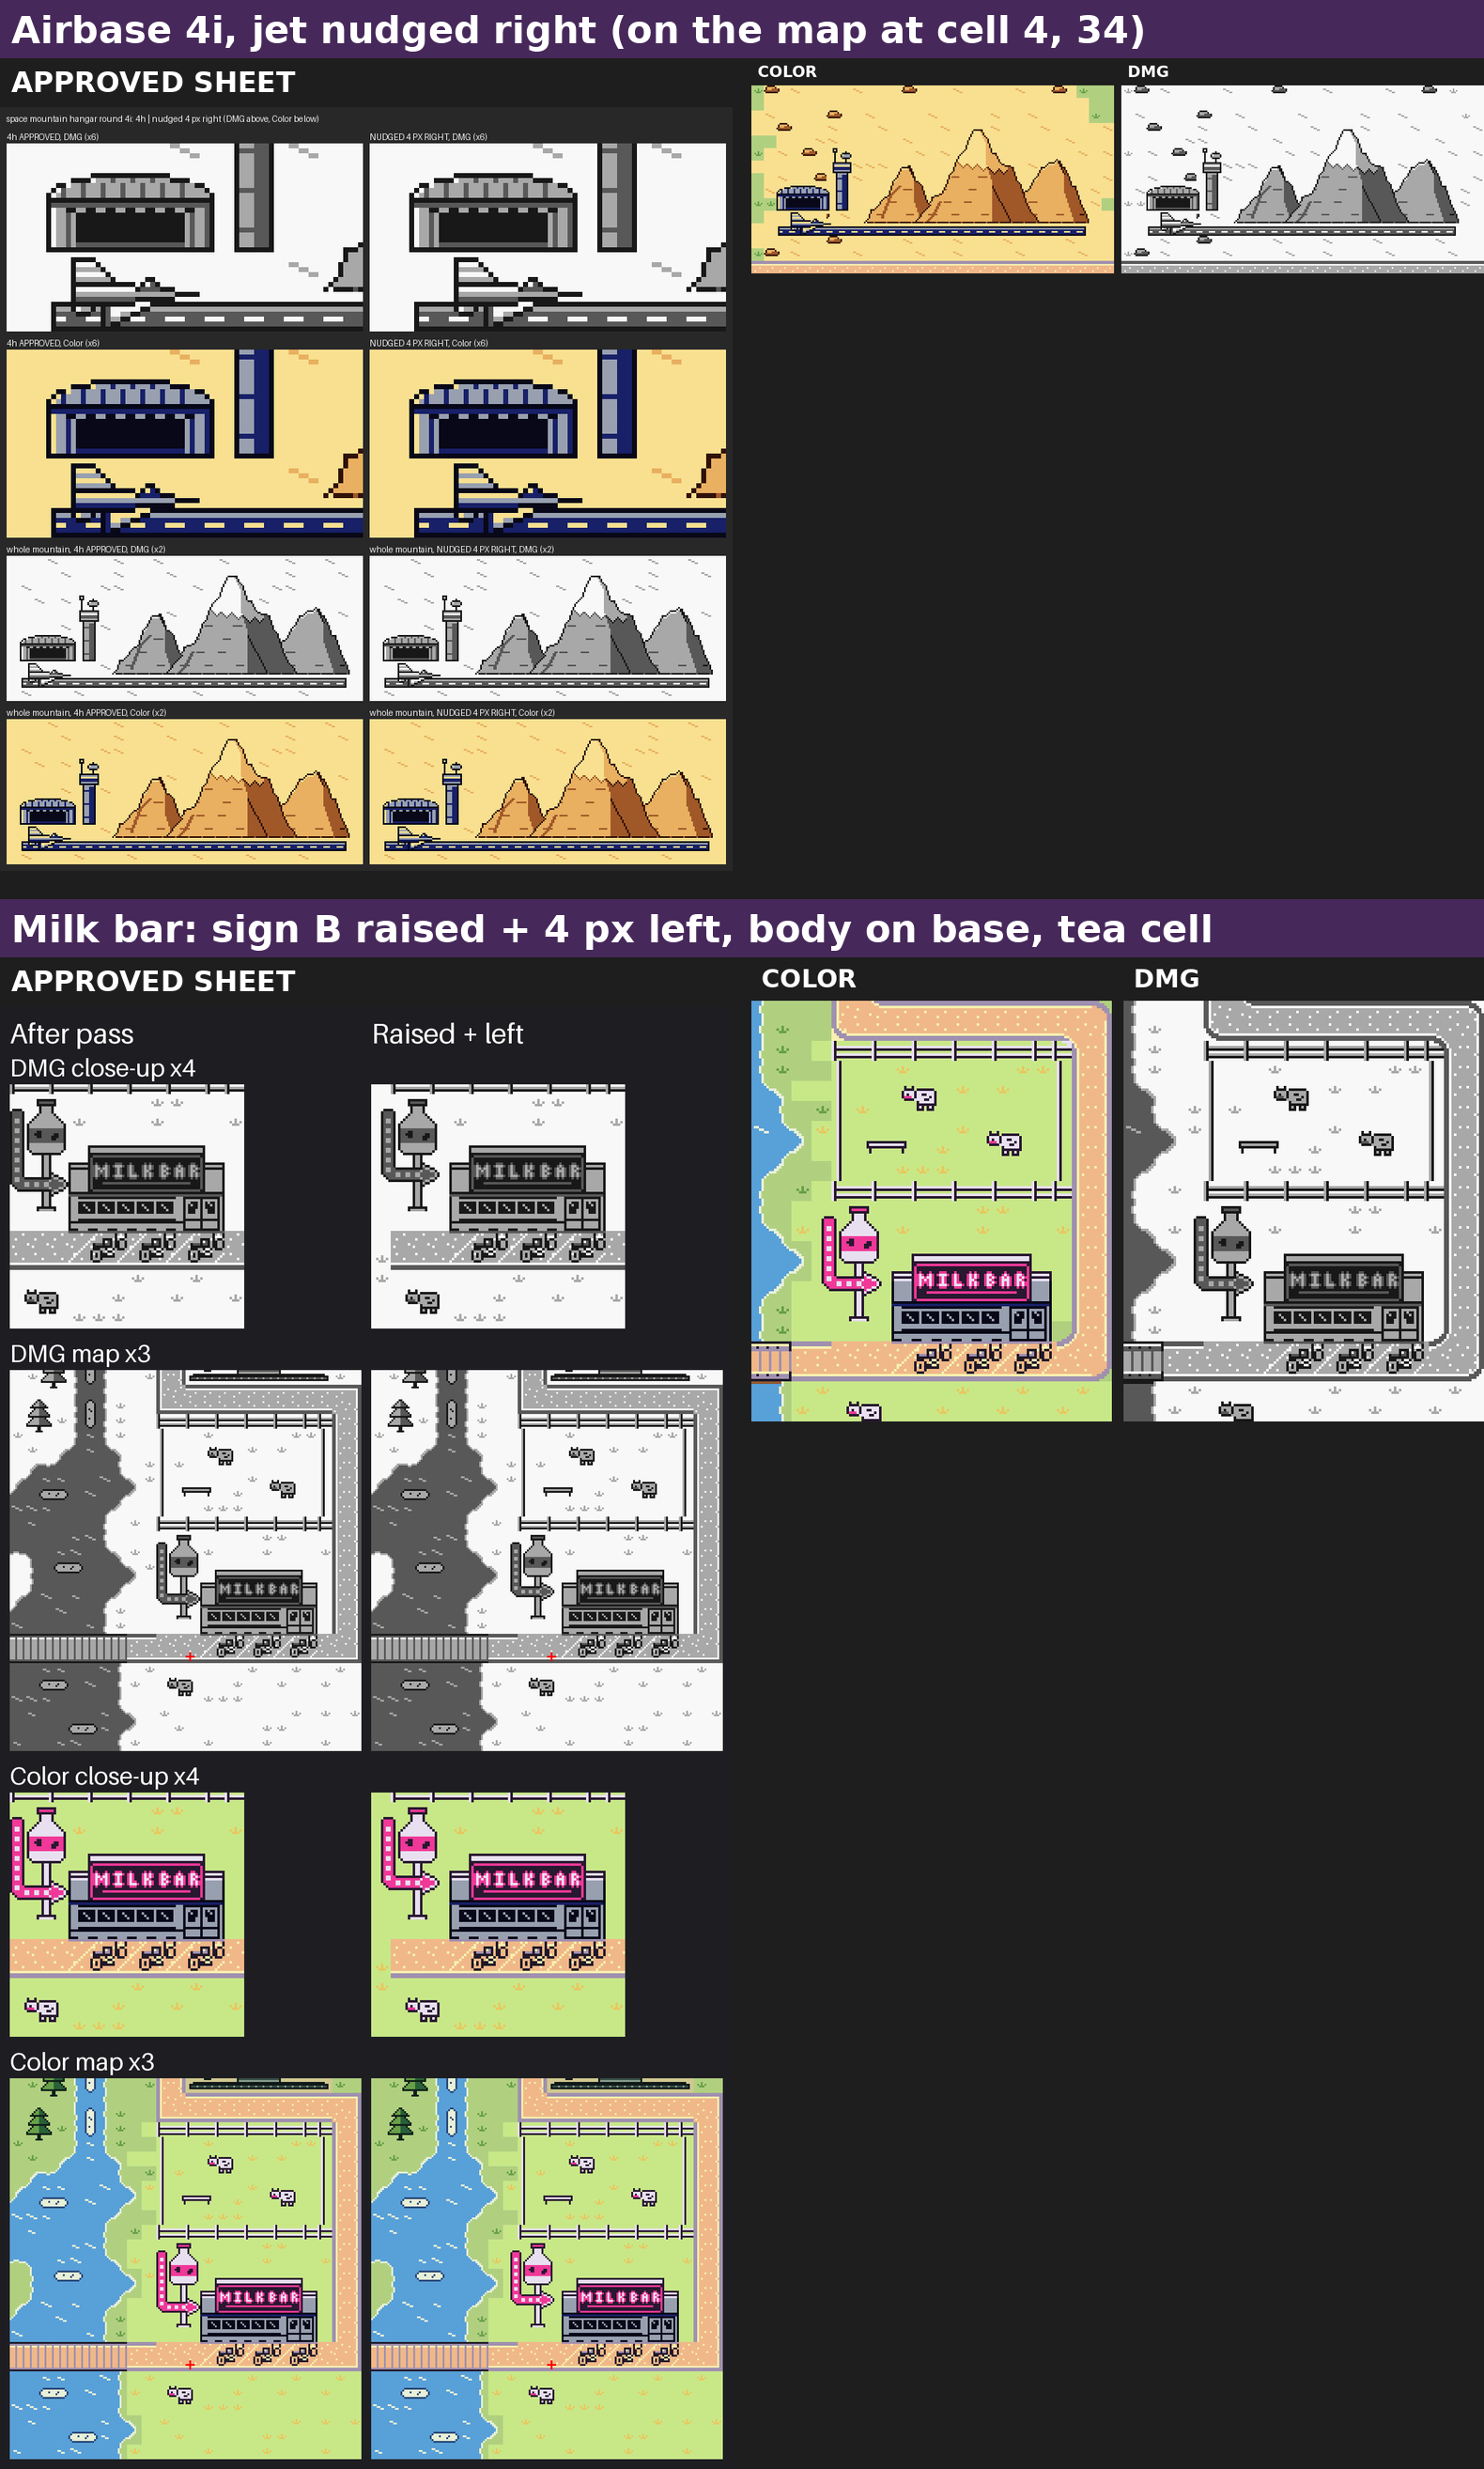 Airbase 4i, jet nudged right (on the map at cell 4, 34)
APPROVED SHEET
COLOR
DMG
space mountain hangar round 4i: 4h | nudged 4 px right (DMG above, Color below)
4h APPROVED, DMG (x6)
NUDGED 4 PX RIGHT, DMG (x6)
4h APPROVED, Color (x6)
NUDGED 4 PX RIGHT, Color (x6)
whole mountain, 4h APPROVED, DMG (x2)
whole mountain, NUDGED 4 PX RIGHT, DMG (x2)
whole mountain, 4h APPROVED, Color (x2)
whole mountain, NUDGED 4 PX RIGHT, Color (x2)
Milk bar: sign B raised + 4 px left, body on base, tea cell
APPROVED SHEET
COLOR
DMG
After pass
Raised + left
DMG close-up x4
MILKBAR
MILKBAR
MILKBAR
MILKBAR
DMG map x3
MILKBAR
MILKBAR
Color close-up x4
MILKBAR
MILKBAR
Color map x3
MILKBAR
MILKBAR